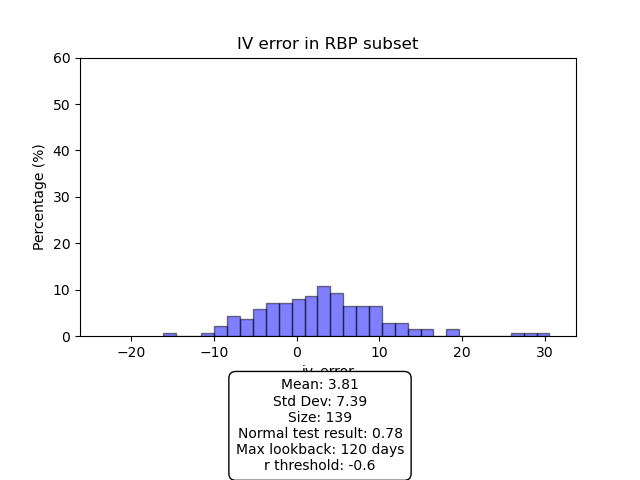 IV error in RBP subset
60
50
40
30
20
10
0
Percentage (%)
−20
−10
0
10
20
30
iv_error
Mean: 3.81
Std Dev: 7.39
Size: 139
Normal test result: 0.78
Max lookback: 120 days
r threshold: -0.6